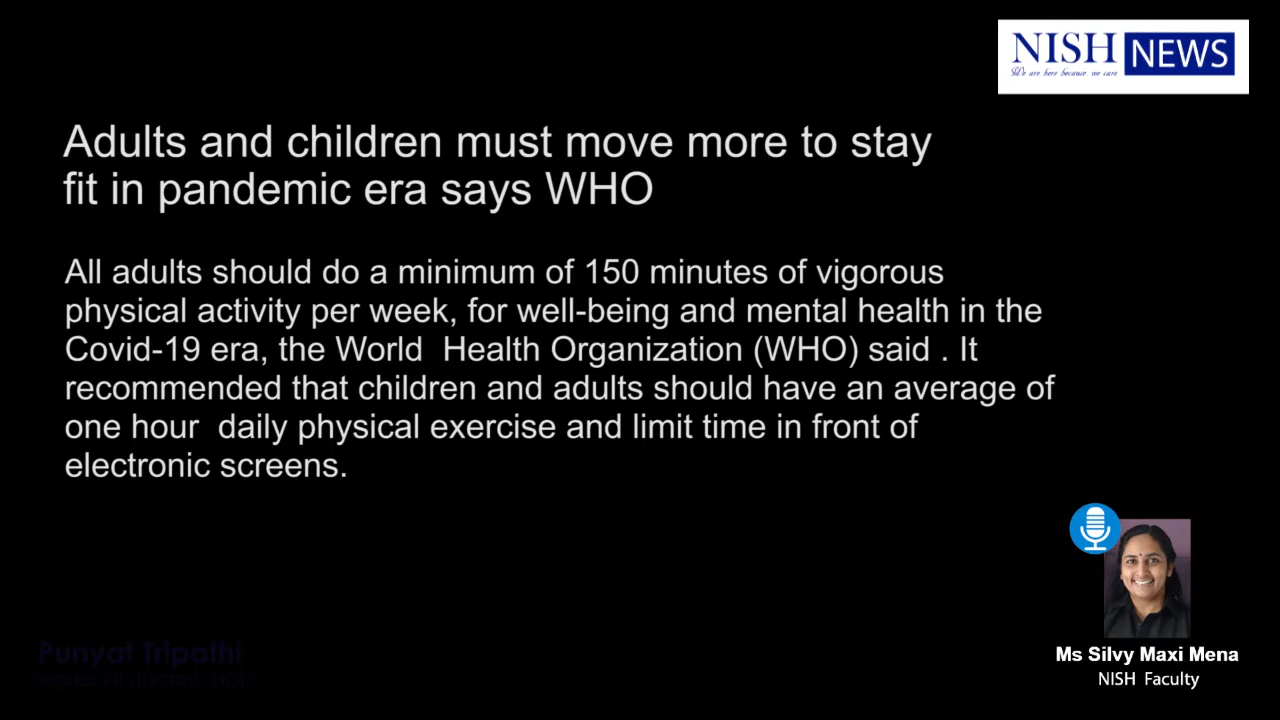 NISH NEWS
We are here because we care
Adults and children must move more to stay
fit in pandemic era says WHO
All adults should do a minimum of 150 minutes of vigorous
physical activity per week, for well-being and mental health in the
Covid-19 era, the World  Health Organization (WHO) said . It
recommended that children and adults should have an average of
one hour  daily physical exercise and limit time in front of
electronic screens.
Ms Silvy Maxi Mena
NISH Faculty
Punyat Tripathi